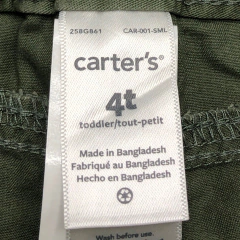 258G861 CAR-001-SML
carter's
4t
toddler/tout-petit
Made in Bangladesh
Fabriqué au Bangladesh
Hecho en Bangladesh
Wash before use.